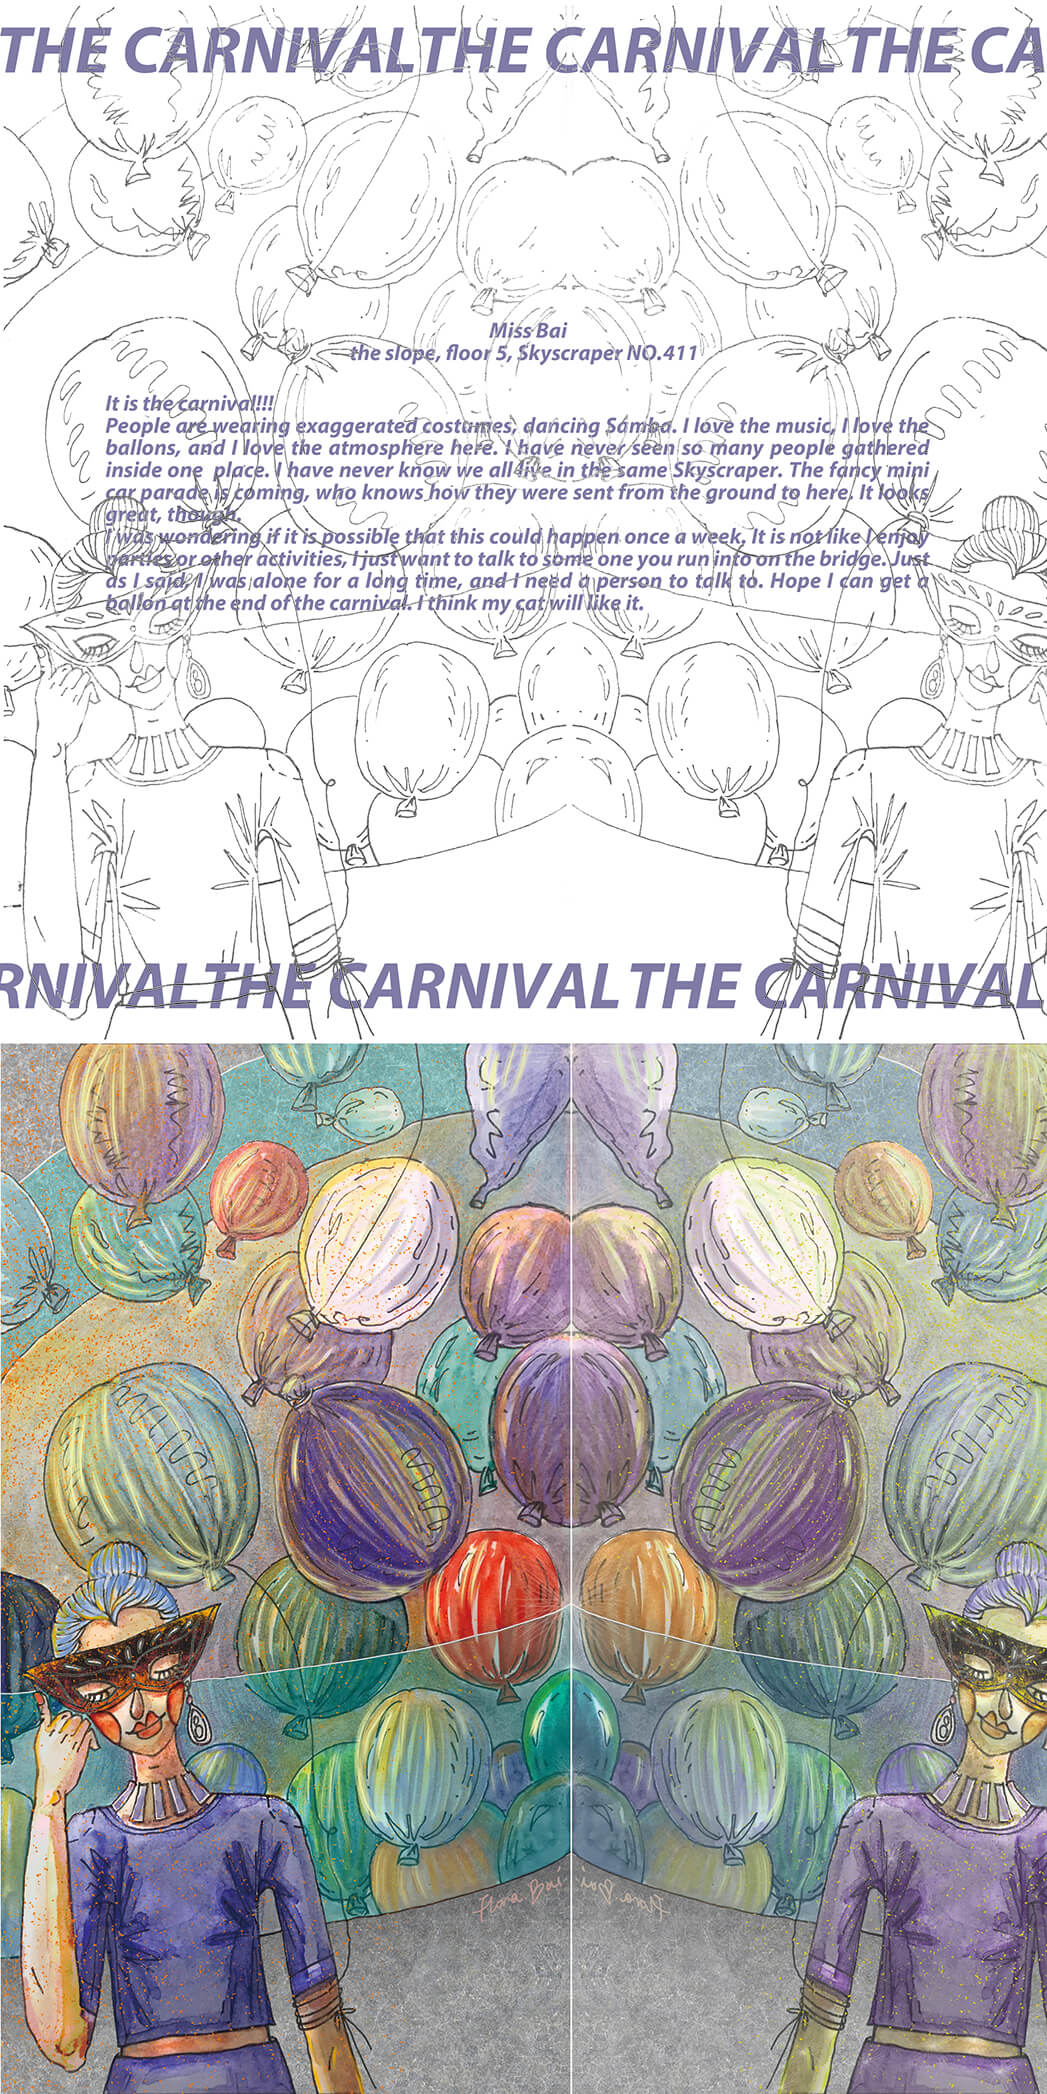 THE CARNIVAL THE CARNIVAL THE CA
Miss Bai
the slope, floor 5, Skyscraper NO.411
It is the carnival!!!
People are wearing exaggerated costumes, dancing Samba. I love the music, I love the
ballons, and I love the atmosphere here. I have never seen so many people gathered
inside one place. I have never know we all live in the same Skyscraper. The fancy mini
car parade is coming, who knows how they were sent from the ground to here. It looks
great, though.
I was wondering if it is possible that this could happen once a week, It is not like I enjoy
parties or other activities, I just want to talk to some one you run into on the bridge. Just
as I said, I was alone for a long time, and I need a person to talk to. Hope I can get a
ballon at the end of the carnival. I think my cat will like it.
RNIVAL THE CARNIVAL THE CARNIVAL
Flora.Bai